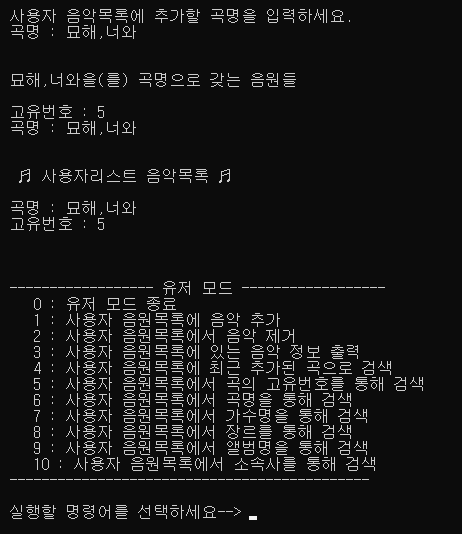 사용자 음악목록에 추가할 곡명을 입력하세요.
곡명 : 묘해,너와
묘해,너와을(를) 곡명으로 갖는 음원들
고유번호 : 5
곡명 : 묘해,너와
♬ 사용자리스트 음악목록 ♬
곡명 : 묘해,너와
고유번호 : 5
------------------ 유저 모드 ------------------
0 : 유저 모드 종료
1 : 사용자 음원목록에 음악 추가
2 : 사용자 음원목록에서 음악 제거
3 : 사용자 음원목록에 있는 음악 정보 출력
4 : 사용자 음원목록에 최근 추가된 곡으로 검색
5 : 사용자 음원목록에서 곡의 고유번호를 통해 검색
6 : 사용자 음원목록에서 곡명을 통해 검색
7 : 사용자 음원목록에서 가수명을 통해 검색
8 : 사용자 음원목록에서 장르를 통해 검색
9 : 사용자 음원목록에서 앨범명을 통해 검색
10 : 사용자 음원목록에서 소속사를 통해 검색
---------------------------------------------
실행할 명령어를 선택하세요--> _